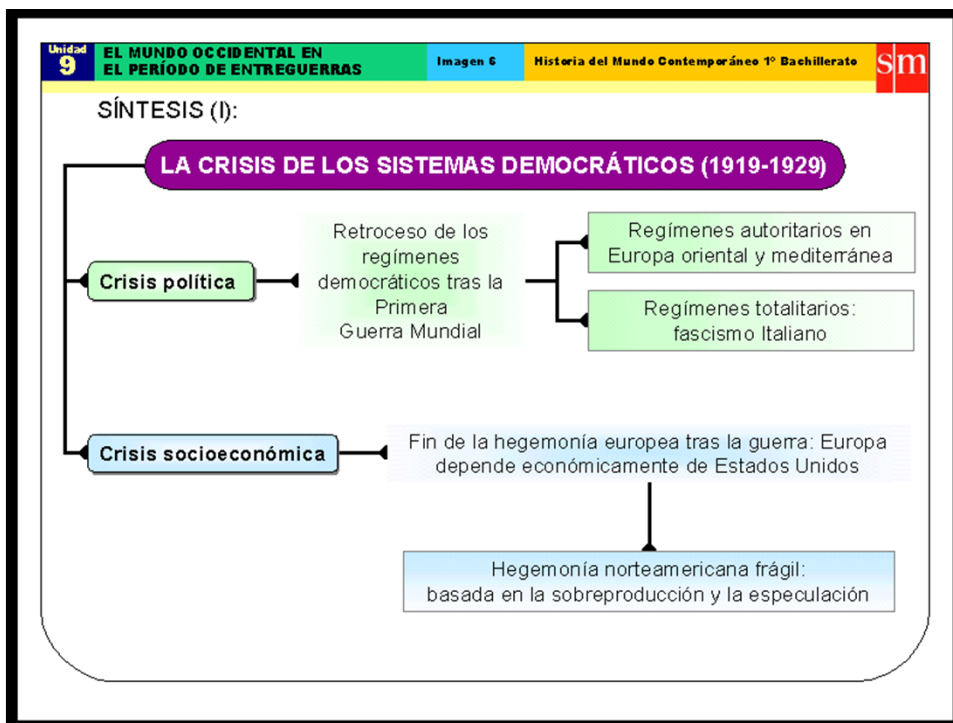 Unidad
9
EL MUNDO OCCIDENTAL EN
EL PERÍODO DE ENTREGUERRAS
Imagen 6
Historia del Mundo Contemporáneo 1º Bachillerato
sm
SÍNTESIS (I):
LA CRISIS DE LOS SISTEMAS DEMOCRÁTICOS (1919-1929)
Crisis política
Retroceso de los
regímenes
democráticos tras la
Primera
Guerra Mundial
Regímenes autoritarios en
Europa oriental y mediterránea
Regímenes totalitarios:
fascismo Italiano
Crisis socioeconómica
Fin de la hegemonía europea tras la guerra: Europa
depende económicamente de Estados Unidos
Hegemonía norteamericana frágil:
basada en la sobreproducción y la especulación